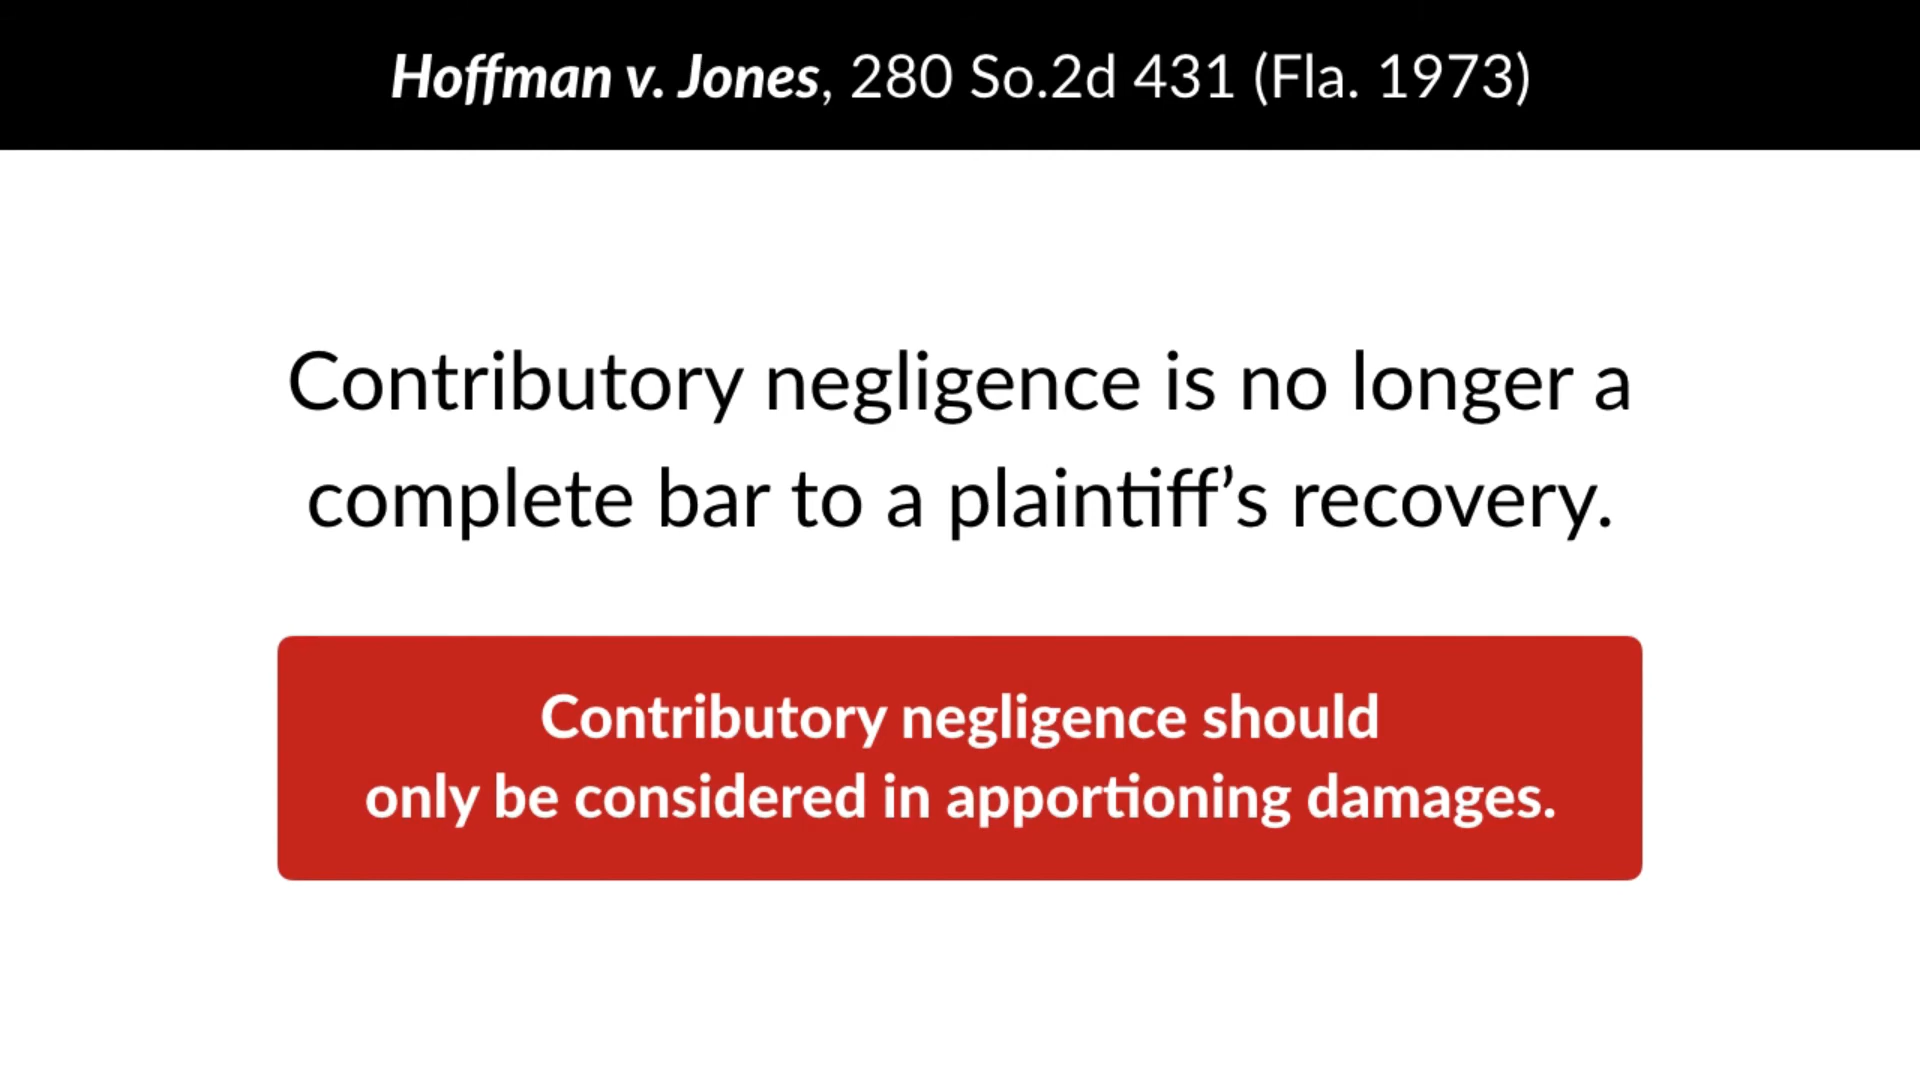 Hoffman v. Jones, 280 So.2d 431 (Fla. 1973)
Contributory negligence is no longer a
complete bar to a plaintiff’s recovery.
Contributory negligence should
only be considered in apportioning damages.